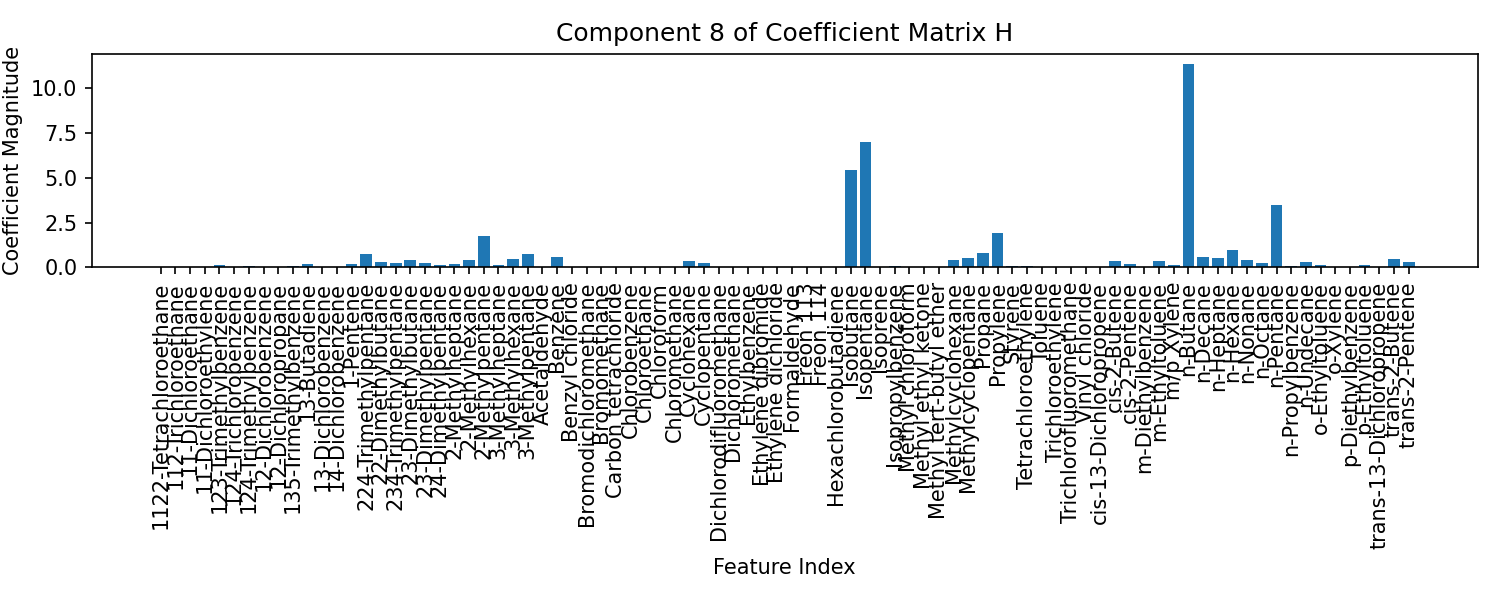 Component 8 of Coefficient Matrix H
Coefficient Magnitude
10.0
7.5
5.0
2.5
0.0
1122-Tetrachloroethane
112-Trichloroethane
11-Dichloroethane
11-Dichloroethylene
123-Trimethylbenzene
124-Trichlorobenzene
124-Trimethylbenzene
12-Dichlorobenzene
12-Dichloropropane
135-Trimethylbenzene
13-Butadiene
13-Dichlorobenzene
14-Dichlorobenzene
1-Pentene
224-Trimethylpentane
22-Dimethylbutane
234-Trimethylpentane
23-Dimethylbutane
23-Dimethylpentane
24-Dimethylpentane
2-Methylheptane
2-Methylhexane
2-Methylpentane
3-Methylheptane
3-Methylhexane
3-Methylpentane
Acetaldehyde
Benzene
Benzyl chloride
Bromodichloromethane
Bromomethane
Carbon tetrachloride
Chlorobenzene
Chloroethane
Chloroform
Chloromethane
Cyclohexane
Cyclopentane
Dichlorodifluoromethane
Dichloromethane
Ethylbenzene
Ethylene dibromide
Ethylene dichloride
Formaldehyde
Freon 113
Freon 114
Hexachlorobutadiene
Isobutane
Isopentane
Isoprene
Isopropylbenzene
Methyl chloroform
Methyl ethyl ketone
Methyl tert-butyl ether
Methylcyclohexane
Methylcyclopentane
Propane
Propylene
Styrene
Tetrachloroethylene
Toluene
Trichloroethylene
Trichlorofluoromethane
Vinyl chloride
cis-13-Dichloropropene
cis-2-Butene
cis-2-Pentene
m-Diethylbenzene
m-Ethyltoluene
m/p Xylene
n-Butane
n-Decane
n-Heptane
n-Hexane
n-Nonane
n-Octane
n-Pentane
n-Propylbenzene
n-Undecane
o-Ethyltoluene
o-Xylene
p-Diethylbenzene
p-Ethyltoluene
trans-13-Dichloropropene
trans-2-Butene
trans-2-Pentene
Feature Index